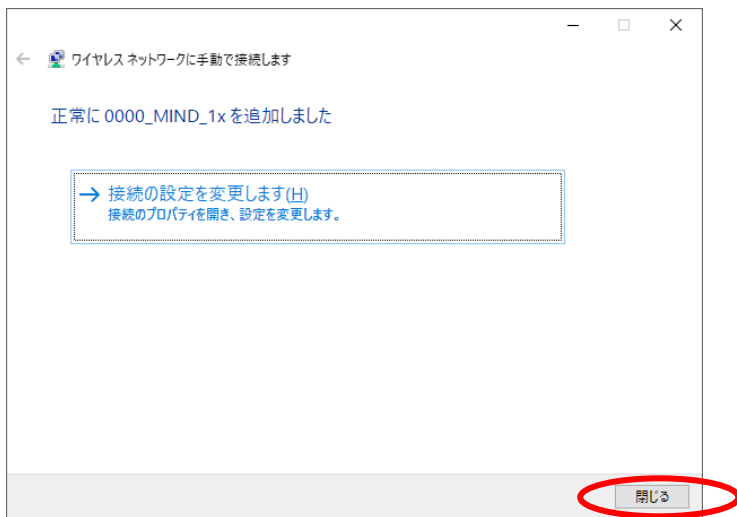 ワイヤレス ネットワークに手動で接続します
正常に 0000_MIND_1x を追加しました
接続の設定を変更します(H)
接続のプロパティを開き、設定を変更します。
閉じる